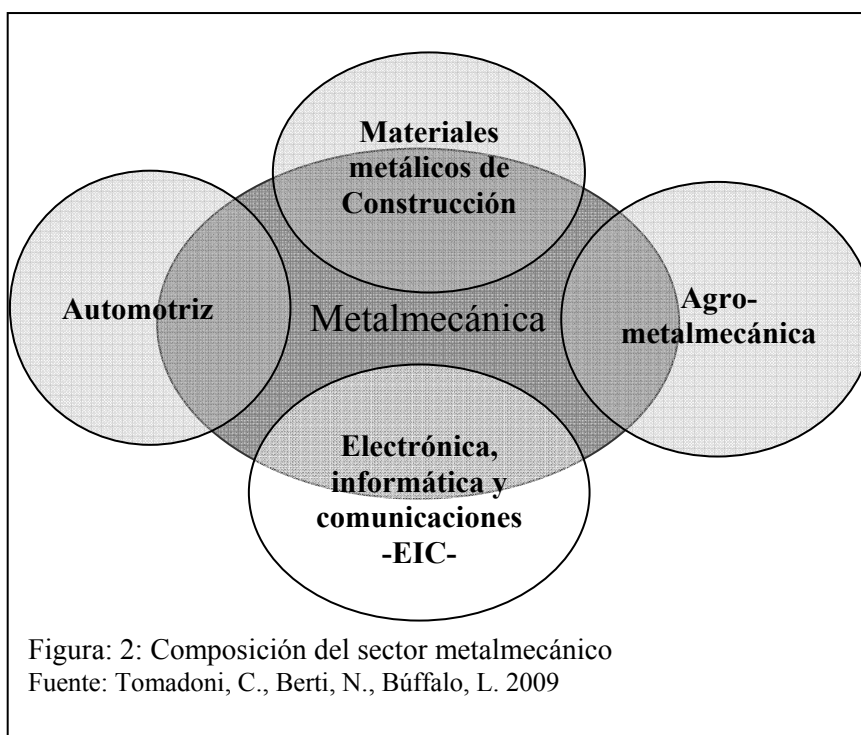 Materiales
metálicos de
Construcción
Automotriz
Metalmecánica
Agro-
metalmecánica
Electrónica,
informática y
comunicaciones
-EIC-
Figura: 2: Composición del sector metalmecánico
Fuente: Tomadoni, C., Berti, N., Búffalo, L. 2009